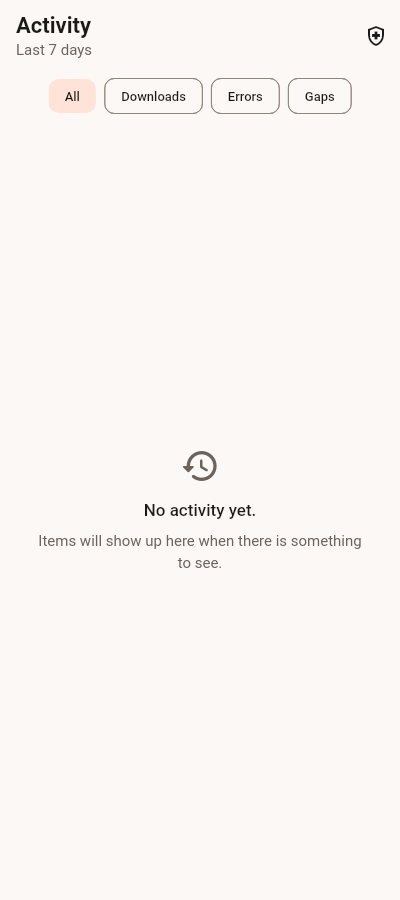 Activity
Last 7 days
All
Downloads
Errors
Gaps
No activity yet.
Items will show up here when there is something
to see.